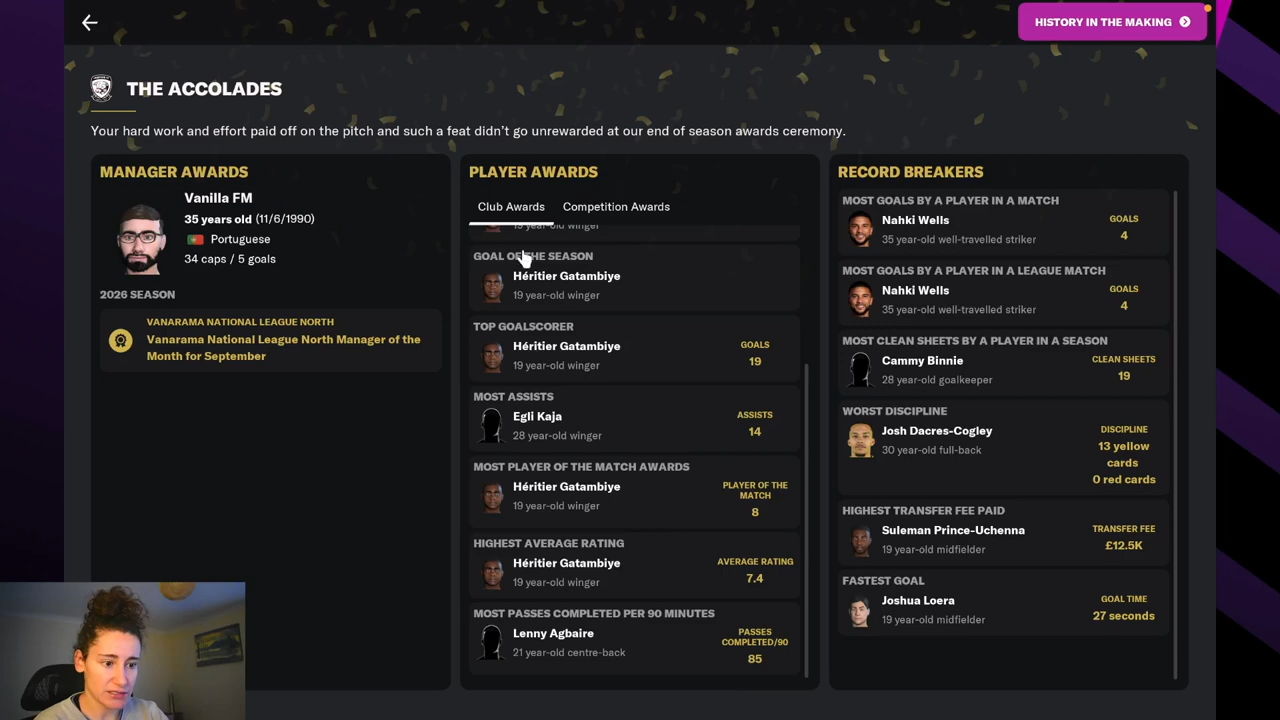 HISTORY IN THE MAKING
THE ACCOLADES
Your hard work and effort paid off on the pitch and such a feat didn't go unrewarded at our end of season awards ceremony.
MANAGER AWARDS
Vanilla FM
35 years old (11/6/1990)
Portuguese
34 caps / 5 goals
2026 SEASON
VANARAMA NATIONAL LEAGUE NORTH
Vanarama National League North Manager of the
Month for September
PLAYER AWARDS
Club Awards
Competition Awards
19 year-old winger
GOAL OF THE SEASON
Héritier Gatambiye
19 year-old winger
TOP GOALSCORER
Héritier Gatambiye
19 year-old winger
GOALS
19
MOST ASSISTS
Egli Kaja
28 year-old winger
ASSISTS
14
MOST PLAYER OF THE MATCH AWARDS
Héritier Gatambiye
19 year-old winger
PLAYER OF THE
MATCH
8
HIGHEST AVERAGE RATING
Héritier Gatambiye
19 year-old winger
AVERAGE RATING
7.4
MOST PASSES COMPLETED PER 90 MINUTES
Lenny Agbaire
21 year-old centre-back
PASSES
COMPLETED/90
85
RECORD BREAKERS
MOST GOALS BY A PLAYER IN A MATCH
Nahki Wells
35 year-old well-travelled striker
GOALS
4
MOST GOALS BY A PLAYER IN A LEAGUE MATCH
Nahki Wells
35 year-old well-travelled striker
GOALS
4
MOST CLEAN SHEETS BY A PLAYER IN A SEASON
Cammy Binnie
28 year-old goalkeeper
CLEAN SHEETS
19
WORST DISCIPLINE
Josh Dacres-Cogley
30 year-old full-back
DISCIPLINE
13 yellow
cards
0 red cards
HIGHEST TRANSFER FEE PAID
Suleman Prince-Uchenna
19 year-old midfielder
TRANSFER FEE
£12.5K
FASTEST GOAL
Joshua Loera
19 year-old midfielder
GOAL TIME
27 seconds